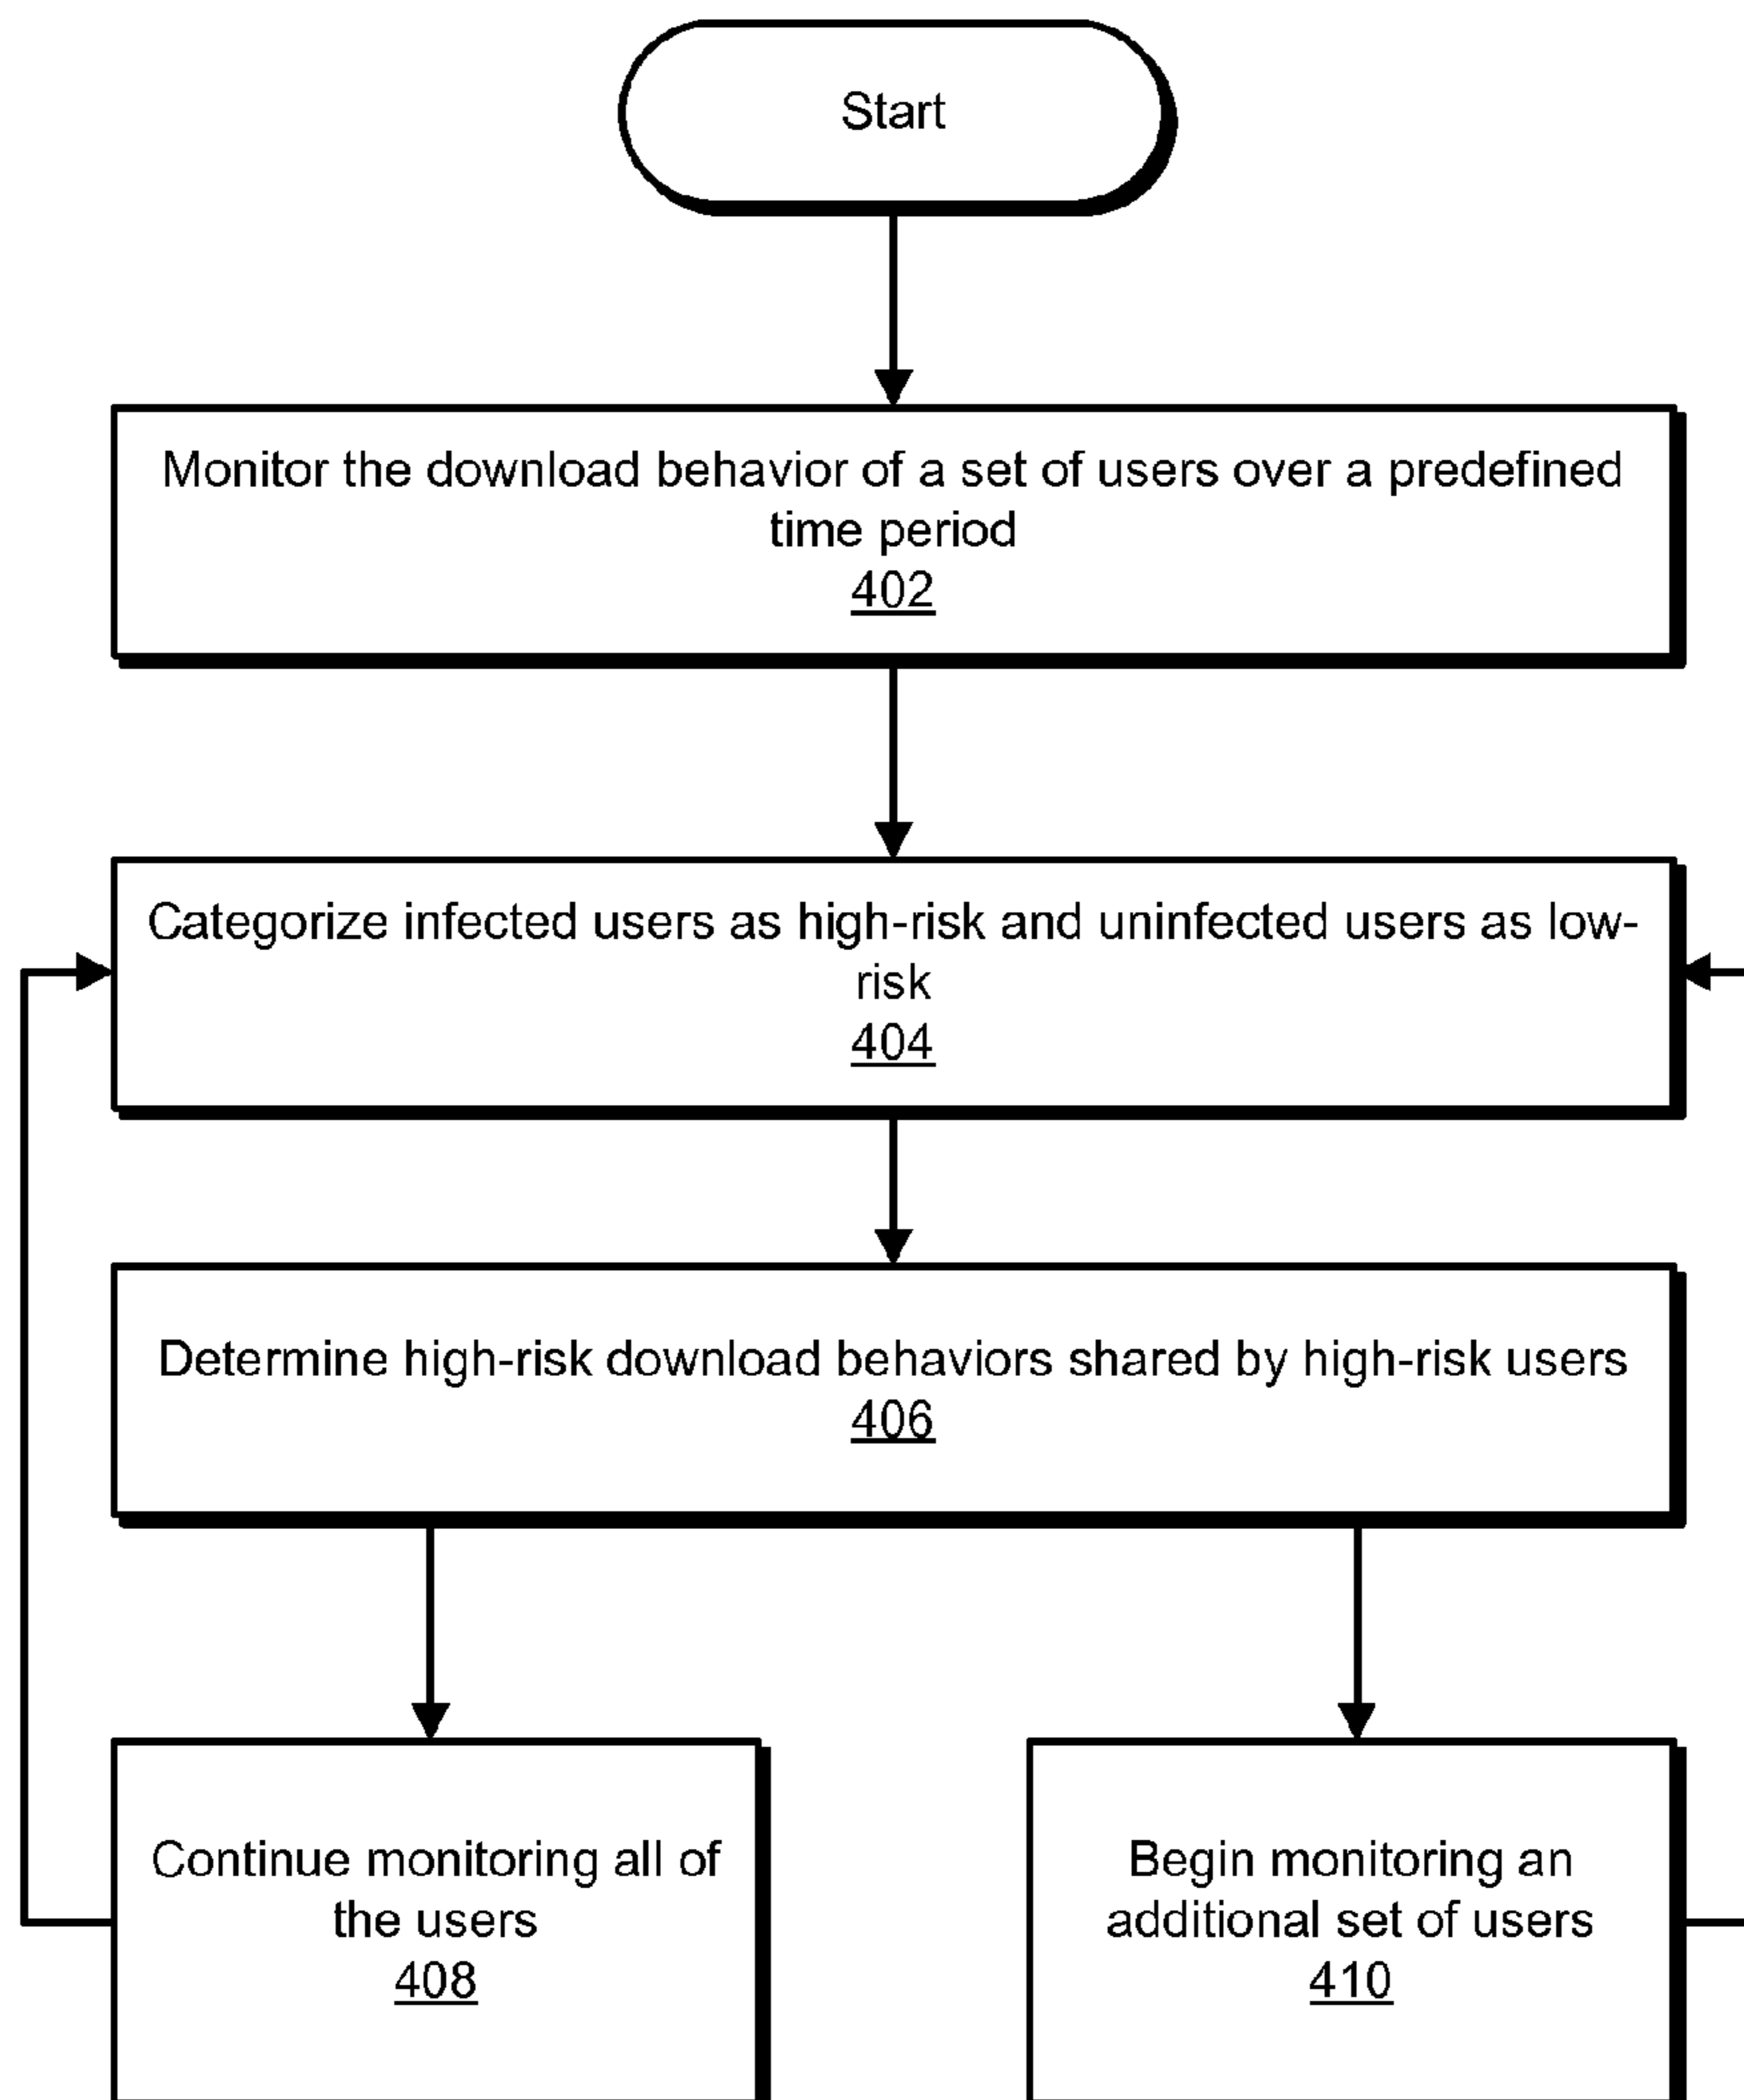 Start
Monitor the download behavior of a set of users over a predefined
time period
402
Categorize infected users as high-risk and uninfected users as low-
risk
404
Determine high-risk download behaviors shared by high-risk users
406
Continue monitoring all of
the users
408
Begin monitoring an
additional set of users
410